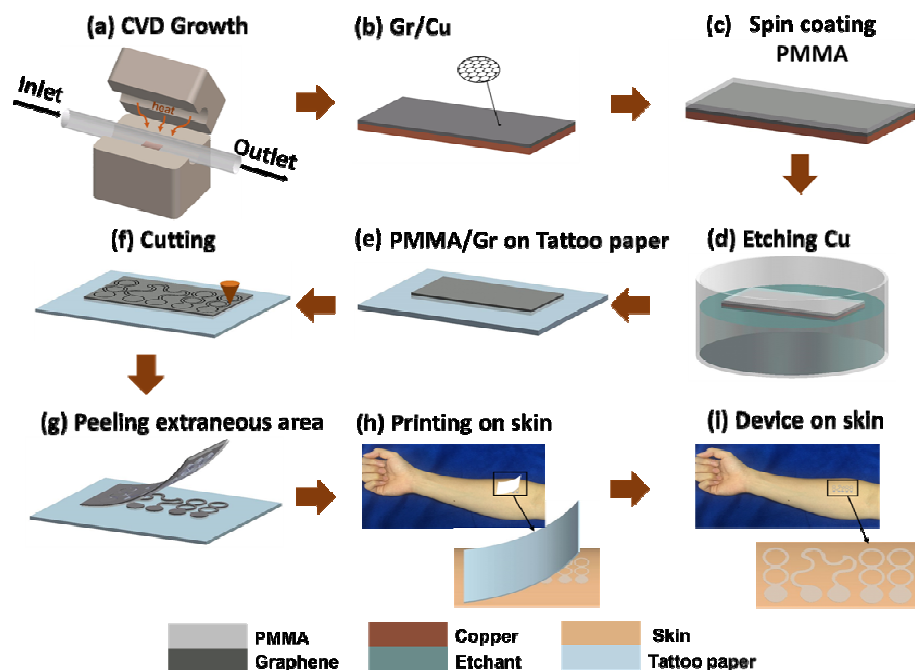 (a) CVD Growth
Inlet
heat
Outlet
(b) Gr/Cu
(c) Spin coating
PMMA
(f) Cutting
(e) PMMA/Gr on Tattoo paper
(d) Etching Cu
(g) Peeling extraneous area
(h) Printing on skin
(i) Device on skin
PMMA
Graphene
Copper
Etchant
Skin
Tattoo paper